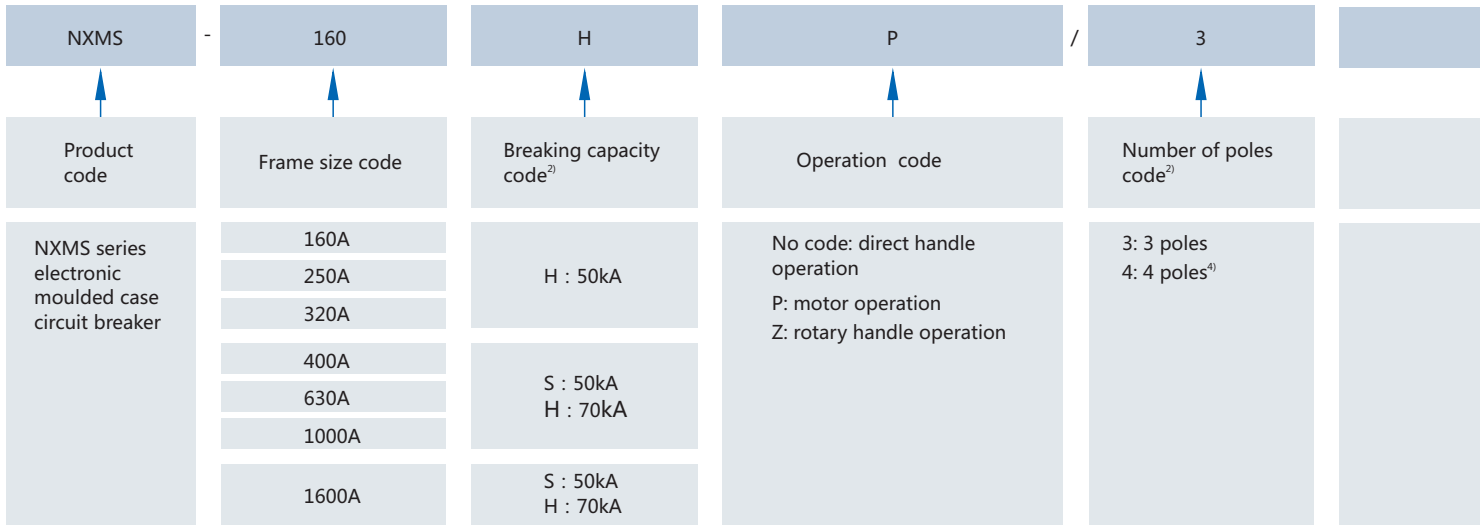 NXMS - 160 H P / 3
Product
code
Frame size code
Breaking capacity
code2)
Operation code
Number of poles
code2)
NXMS series
electronic
moulded case
circuit breaker
160A
250A
320A
400A
630A
1000A
1600A
H : 50kA
S : 50kA
H : 70kA
S : 50kA
H : 70kA
No code: direct handle
operation
P: motor operation
Z: rotary handle operation
3: 3 poles
4: 4 poles4)